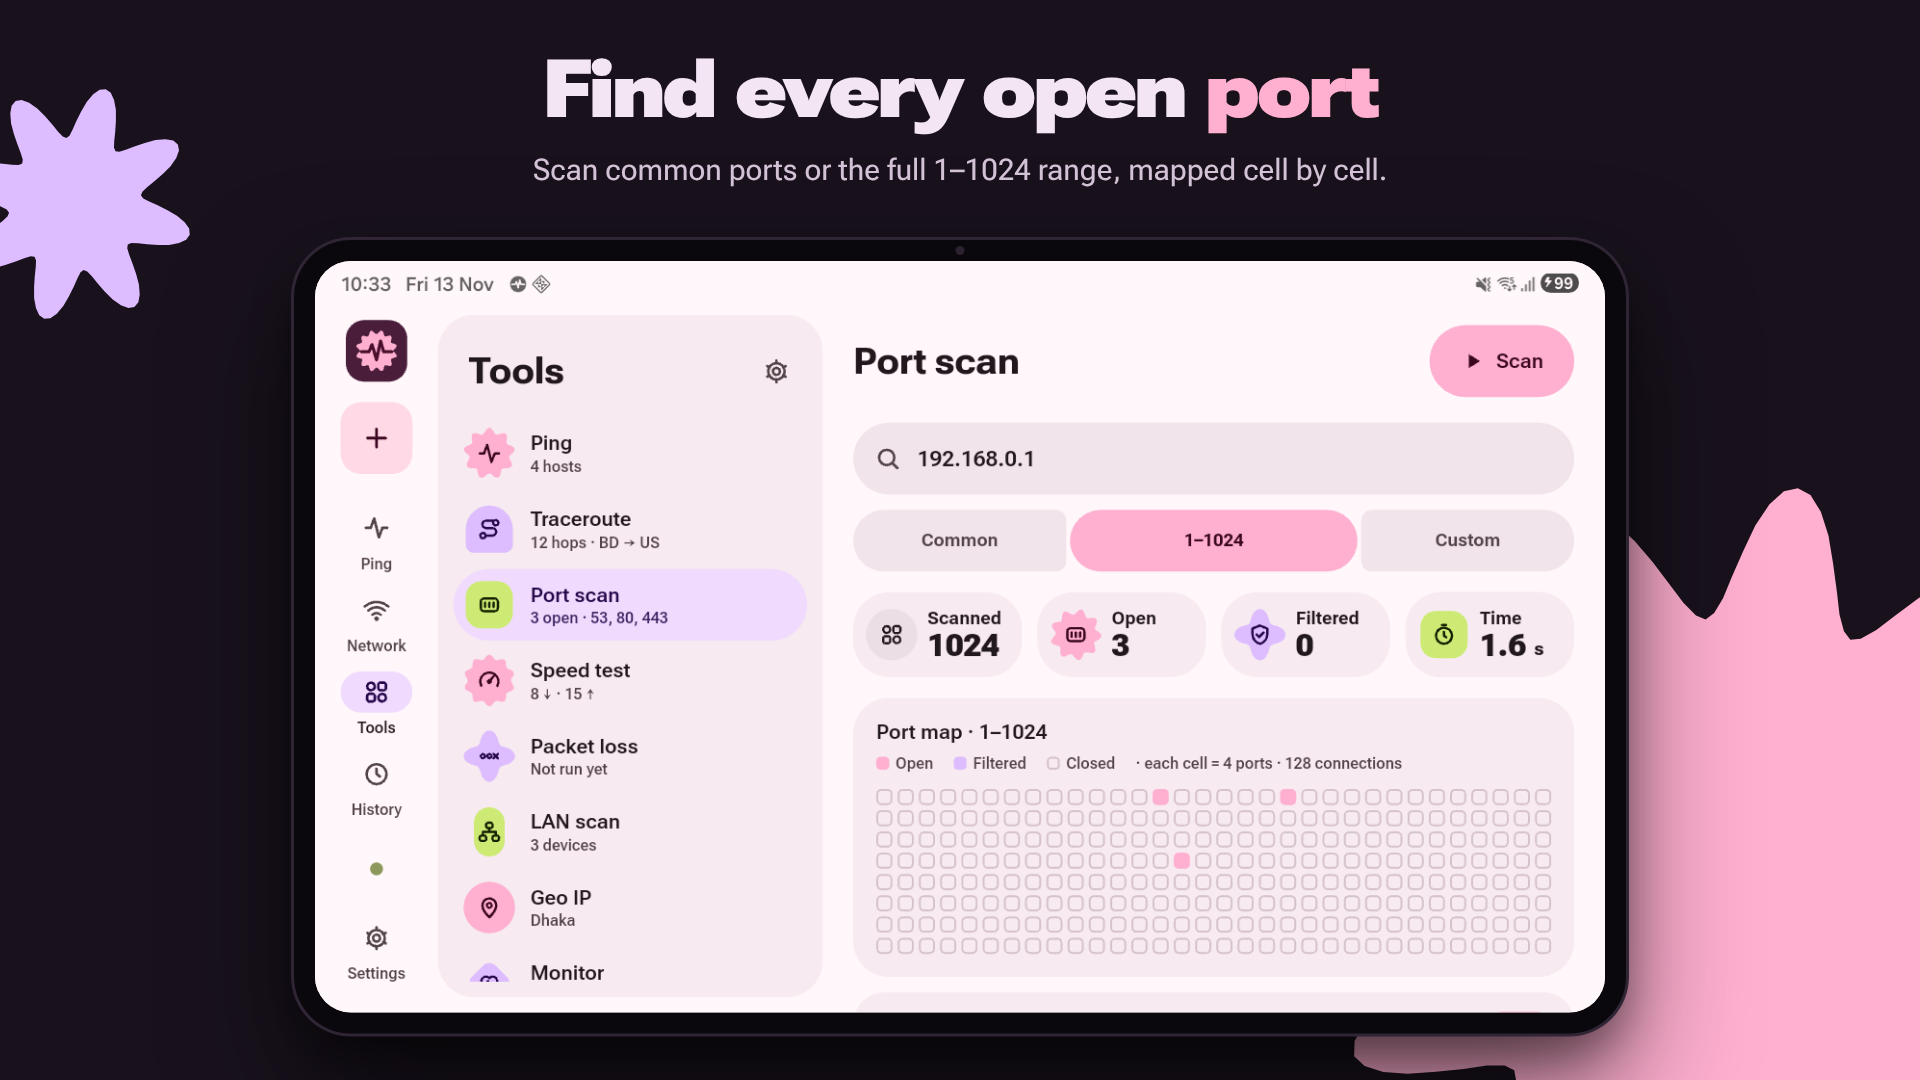 Find every open port
Scan common ports or the full 1–1024 range, mapped cell by cell.
10:33 Fri 13 Nov
99
Tools
Port scan
Scan
Ping
4 hosts
192.168.0.1
Traceroute
12 hops · BD → US
Common
1–1024
Custom
Ping
Port scan
3 open · 53, 80, 443
Scanned
1024
Open
3
Filtered
0
Time
1.6 s
Network
Speed test
8 ↓ · 15 ↑
Tools
Port map · 1–1024
Open Filtered Closed · each cell = 4 ports · 128 connections
Packet loss
Not run yet
History
LAN scan
3 devices
Geo IP
Dhaka
Settings
Monitor